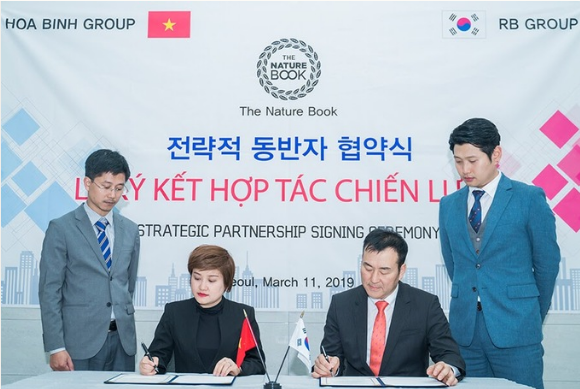 HOA BINH GROUP
RB GROUP
THE
NATURE
BOOK
The Nature Book
전략적 동반자 협약식
KÝ KẾT HỢP TÁC CHIẾN
STRATEGIC PARTNERSHIP SIGNING CEREMONY
eoul, March 11, 2019